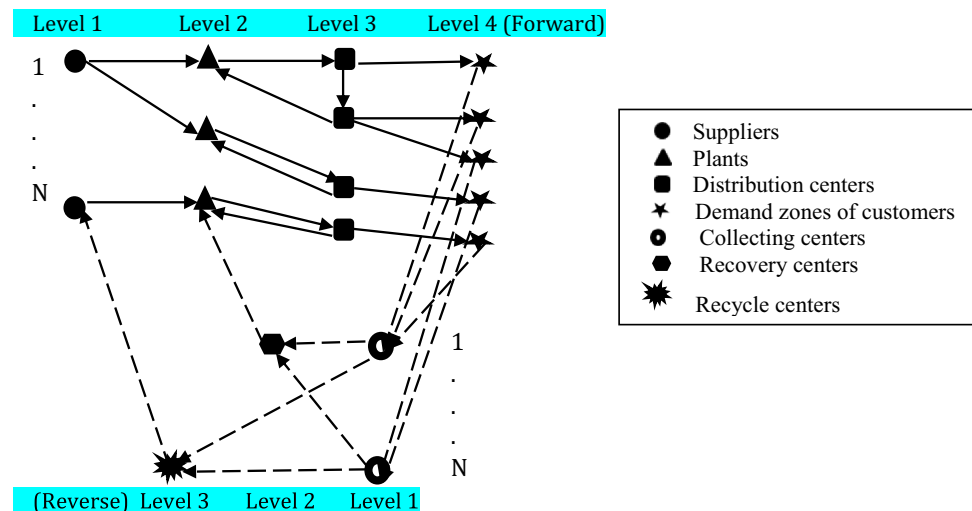 Level 1 Level 2 Level 3 Level 4 (Forward)
1
.
.
.
N
Suppliers
Plants
Distribution centers
Demand zones of customers
Collecting centers
Recovery centers
Recycle centers
1
.
.
.
N
(Reverse) Level 3 Level 2 Level 1